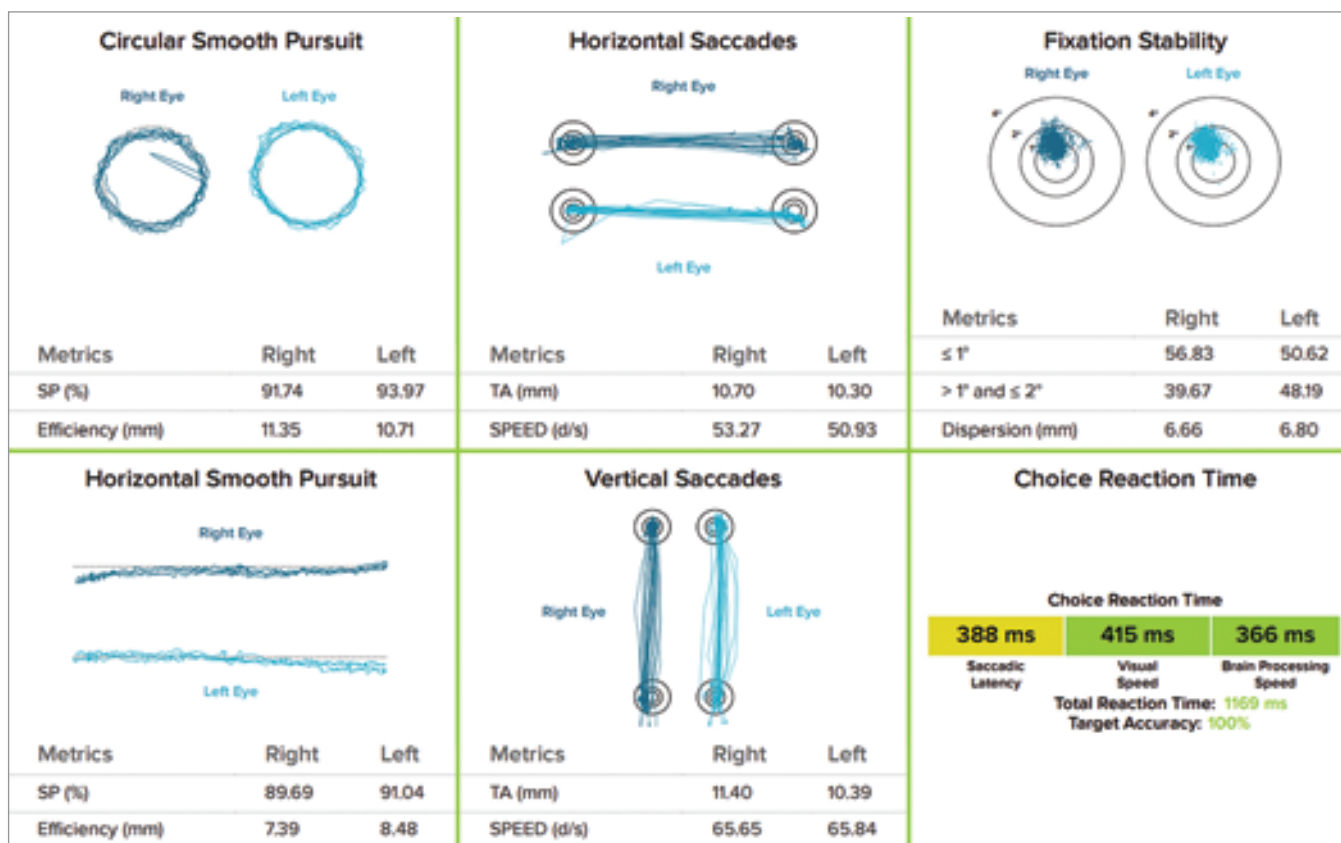 Circular Smooth Pursuit
Right Eye Left Eye
Metrics Right Left
SP (%) 91.74 93.97
Efficiency (mm) 11.35 10.71
Horizontal Saccades
Right Eye
Left Eye
Metrics Right Left
TA (mm) 10.70 10.30
SPEED (d/s) 53.27 50.93
Fixation Stability
Right Eye Left Eye
4°
2°
4°
2°
Metrics Right Left
≤ 1° 56.83 50.62
> 1° and ≤ 2° 39.67 48.19
Dispersion (mm) 6.66 6.80
Horizontal Smooth Pursuit
Right Eye
Left Eye
Metrics Right Left
SP (%) 89.69 91.04
Efficiency (mm) 7.39 8.48
Vertical Saccades
Right Eye Left Eye
Metrics Right Left
TA (mm) 11.40 10.39
SPEED (d/s) 65.65 65.84
Choice Reaction Time
Choice Reaction Time
388 ms 415 ms 366 ms
Saccadic Visual Brain Processing
Latency Speed Speed
Total Reaction Time: 1169 ms
Target Accuracy: 100%